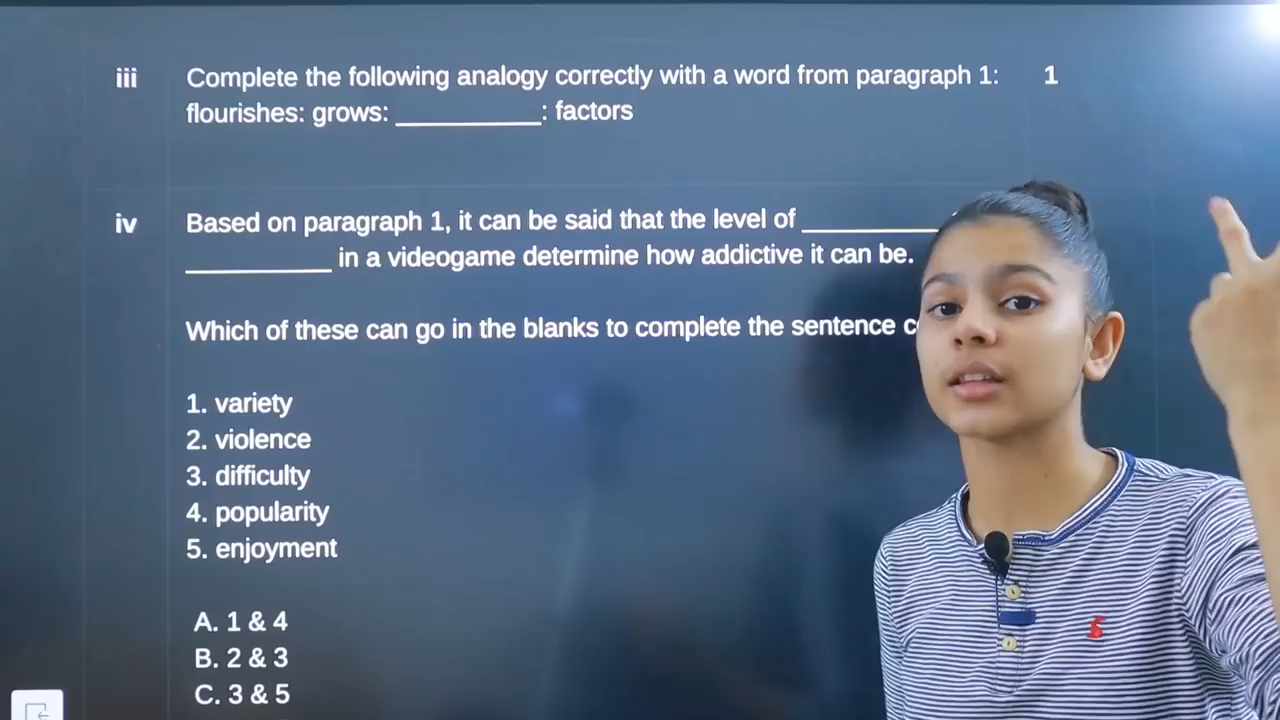 iii Complete the following analogy correctly with a word from paragraph 1: 1
flourishes: grows: __________: factors
iv Based on paragraph 1, it can be said that the level of __________
__________ in a videogame determine how addictive it can be.
Which of these can go in the blanks to complete the sentence
1. variety
2. violence
3. difficulty
4. popularity
5. enjoyment
A. 1 & 4
B. 2 & 3
C. 3 & 5